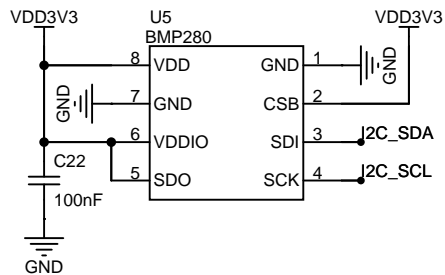 VDD3V3
U5
BMP280
VDD3V3
8
VDD
GND
1
GND
GND
7
GND
CSB
2
6
VDDIO
SDI
3
I2C_SDA
C22
5
SDO
SCK
4
I2C_SCL
100nF
GND